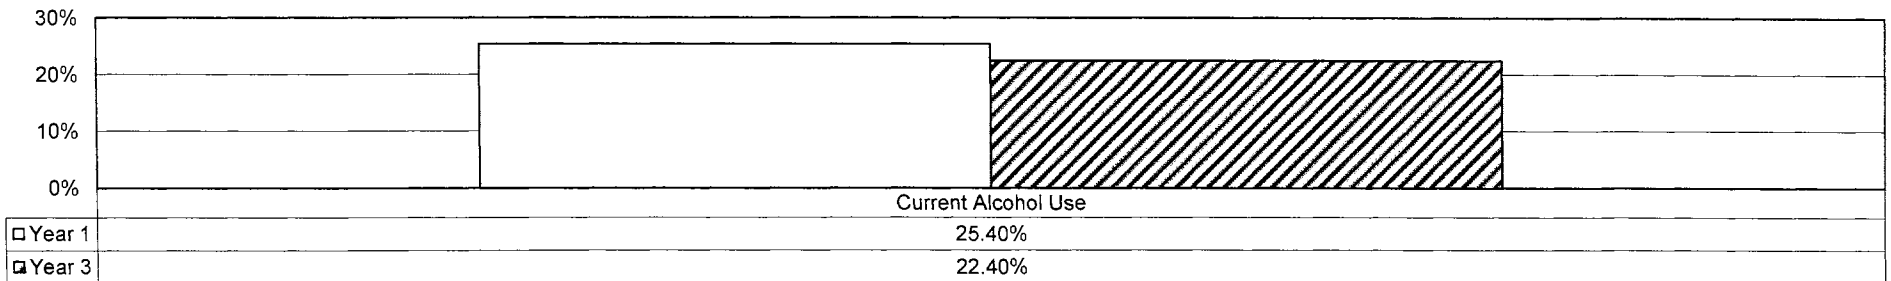 30%
20%
10%
0%
Current Alcohol Use
Year 1 25.40%
Year 3 22.40%